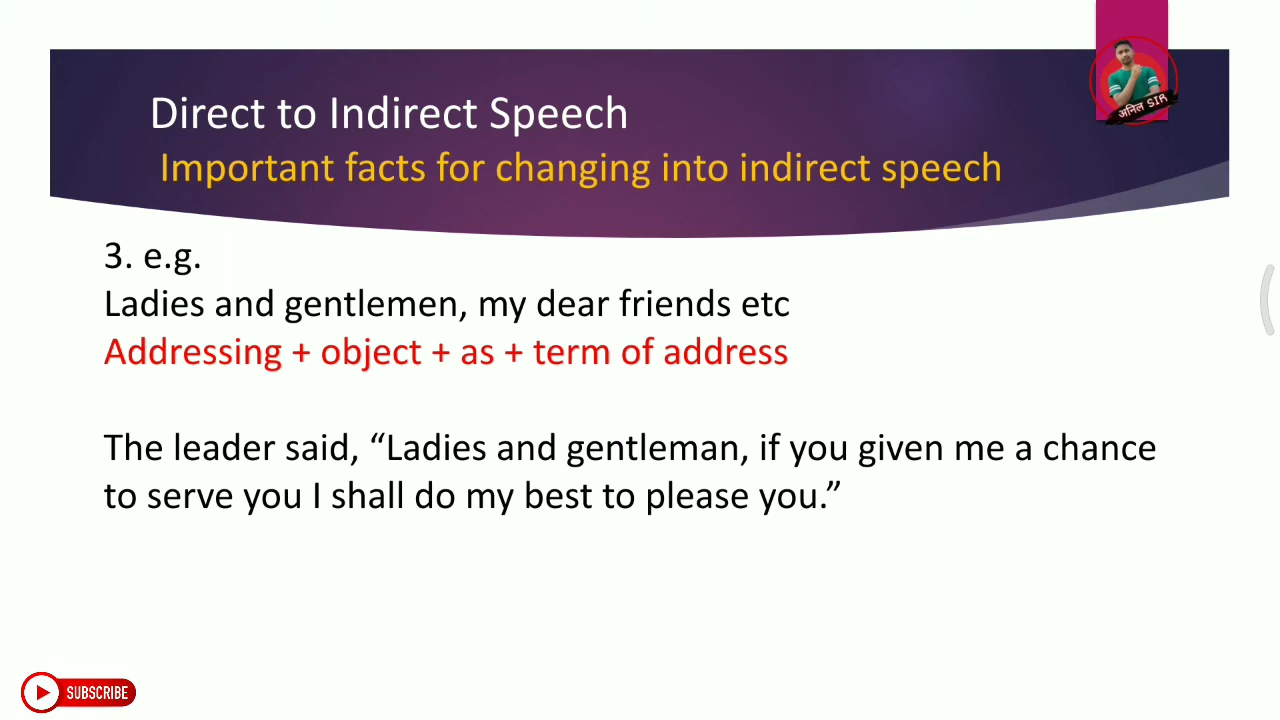 अनिल SIR
Direct to Indirect Speech
Important facts for changing into indirect speech
3. e.g.
Ladies and gentlemen, my dear friends etc
Addressing + object + as + term of address
The leader said, “Ladies and gentleman, if you given me a chance
to serve you I shall do my best to please you.”
SUBSCRIBE